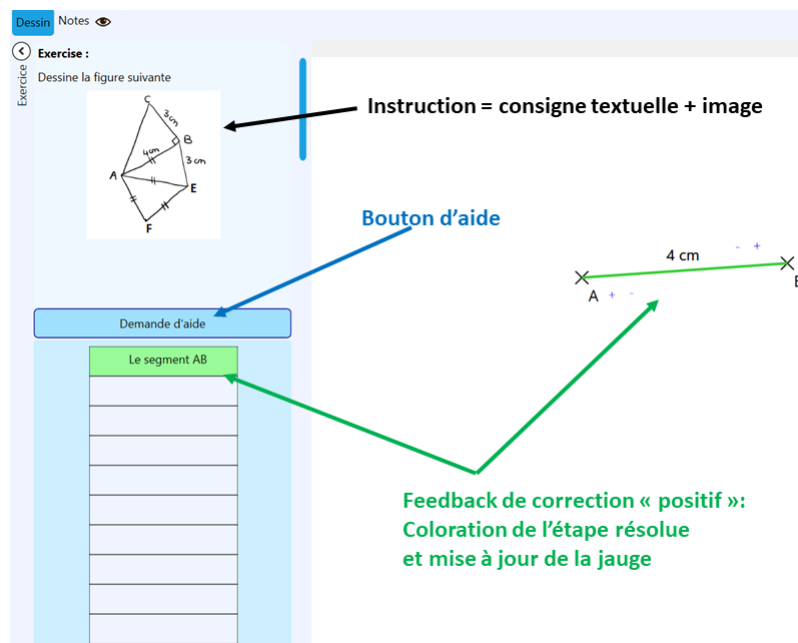 Dessin Notes
Exercice
Exercise :
Dessine la figure suivante
C
3 cm
B
4cm
3 cm
A
E
F
Instruction = consigne textuelle + image
Bouton d'aide
4 cm
- +
A + -
Demande d'aide
Le segment AB
Feedback de correction « positif »:
Coloration de l'étape résolue
et mise à jour de la jauge